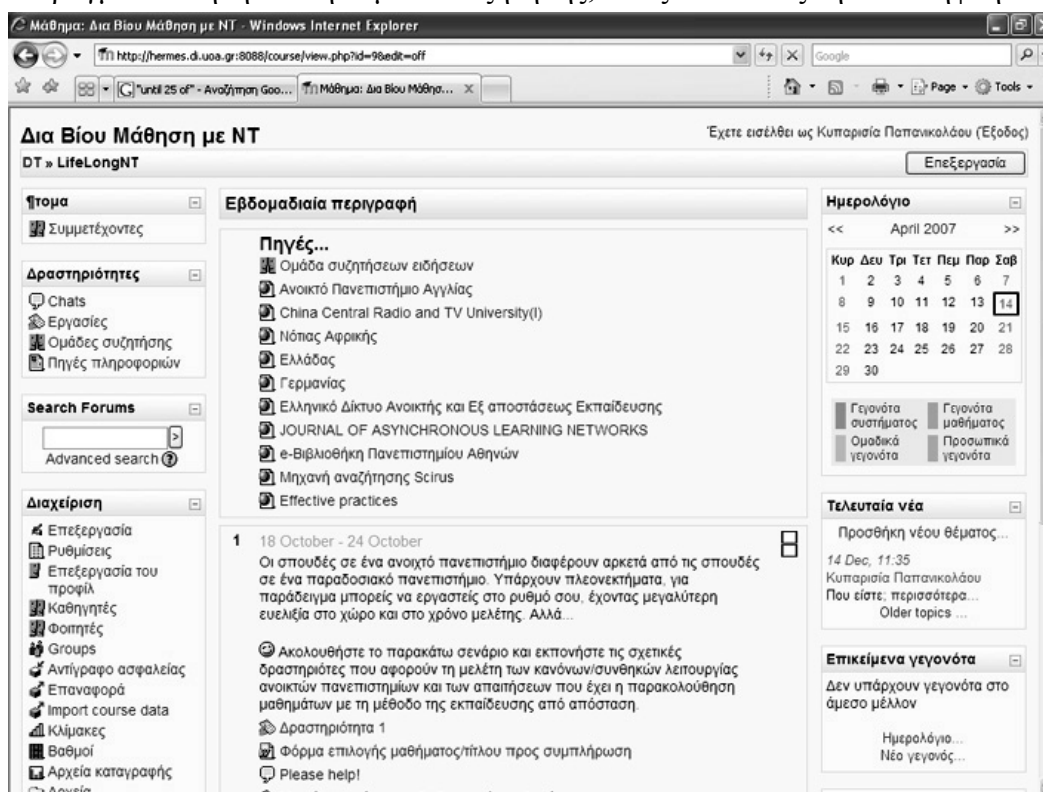 Μάθημα: Δια Βίου Μάθηση με ΝΤ - Windows Internet Explorer
http://hermes.di.uoa.gr:8088/course/view.php?id=9&edit=off
Google
"until 25 of" - Αναζήτηση Goo...
Μάθημα: Δια Βίου Μάθησ...
Page
Tools
Δια Βίου Μάθηση με ΝΤ
Έχετε εισέλθει ως Κυπαρισία Παπανικολάου (Έξοδος)
DT » LifeLongNT
Επεξεργασία
¶τομα
Συμμετέχοντες
Δραστηριότητες
Chats
Εργασίες
Ομάδες συζητήσης
Πηγές πληροφοριών
Search Forums
>
Advanced search
Διαχείριση
Επεξεργασία
Ρυθμίσεις
Επεξεργασία του
προφίλ
Καθηγητές
Φοιτητές
Groups
Αντίγραφο ασφαλείας
Επαναφορά
Import course data
Κλίμακες
Βαθμοί
Αρχεία καταγραφής
Εβδομαδιαία περιγραφή
Πηγές...
Ομάδα συζητήσεων ειδήσεων
Ανοικτό Πανεπιστήμιο Αγγλίας
China Central Radio and TV University(I)
Νότιας Αφρικής
Ελλάδας
Γερμανίας
Ελληνικό Δίκτυο Ανοικτής και Εξ αποστάσεως Εκπαίδευσης
JOURNAL OF ASYNCHRONOUS LEARNING NETWORKS
e-Βιβλιοθήκη Πανεπιστημίου Αθηνών
Μηχανή αναζήτησης Scirus
Effective practices
1 18 October - 24 October
Οι σπουδές σε ένα ανοιχτό πανεπιστήμιο διαφέρουν αρκετά από τις σπουδές
σε ένα παραδοσιακό πανεπιστήμιο. Υπάρχουν πλεονεκτήματα, για
παράδειγμα μπορείς να εργαστείς στο ρυθμό σου, έχοντας μεγαλύτερη
ευελιξία στο χώρο και στο χρόνο μελέτης. Αλλά...
Ακολουθήστε το παρακάτω σενάριο και εκπονήστε τις σχετικές
δραστηριότες που αφορούν τη μελέτη των κανόνων/συνθηκών λειτουργίας
ανοικτών πανεπιστημίων και των απαιτήσεων που έχει η παρακολούθηση
μαθημάτων με τη μέθοδο της εκπαίδευσης από απόσταση.
Δραστηριότητα 1
Φόρμα επιλογής μαθήματος/τίτλου προς συμπλήρωση
Please help!
Ημερολόγιο
<< April 2007 >>
Κυρ Δευ Τρι Τετ Πεμ Παρ Σαβ
1 2 3 4 5 6 7
8 9 10 11 12 13 14
15 16 17 18 19 20 21
22 23 24 25 26 27 28
29 30
Γεγονότα Γεγονότα
συστήματος μαθήματος
Ομαδικά Προσωπικά
γεγονότα γεγονότα
Τελευταία νέα
Προσθήκη νέου θέματος...
14 Dec, 11:35
Κυπαρισία Παπανικολάου
Που είστε; περισσότερα...
Older topics ...
Επικείμενα γεγονότα
Δεν υπάρχουν γεγονότα στο
άμεσο μέλλον
Ημερολόγιο...
Νέο γεγονός...